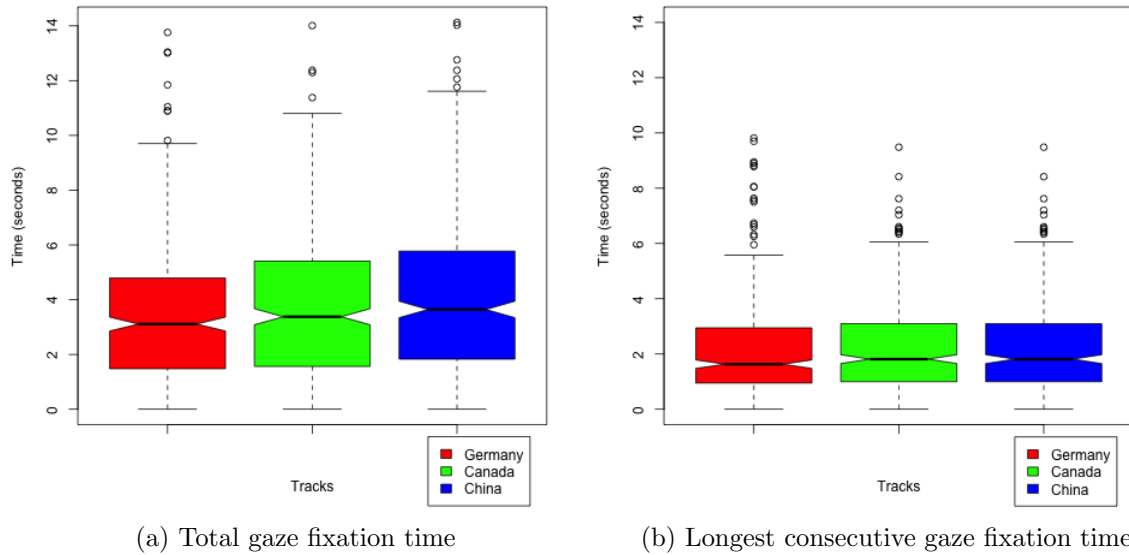 14
12
10
8
6
4
2
0
Time (seconds)
Tracks
Germany
Canada
China
(a) Total gaze fixation time
14
12
10
8
6
4
2
0
Time (seconds)
Tracks
Germany
Canada
China
(b) Longest consecutive gaze fixation time